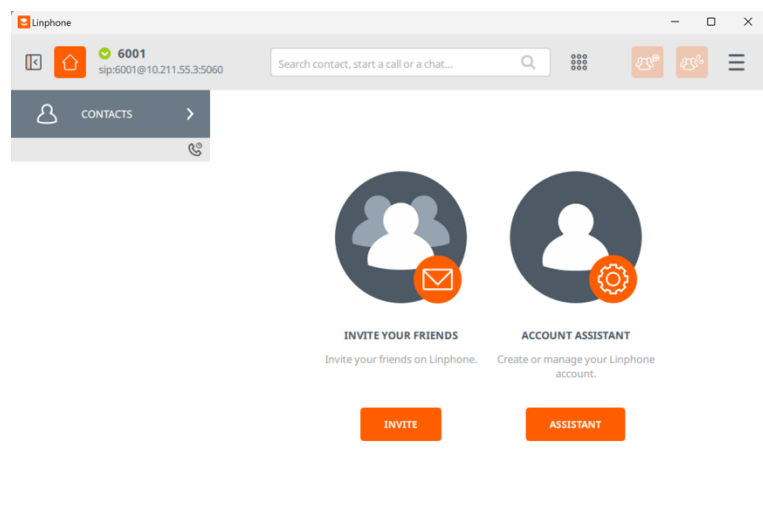 Linphone
6001
sip:6001@10.211.55.3:5060
Search contact, start a call or a chat...
CONTACTS
INVITE YOUR FRIENDS
Invite your friends on Linphone.
INVITE
ACCOUNT ASSISTANT
Create or manage your Linphone
account.
ASSISTANT